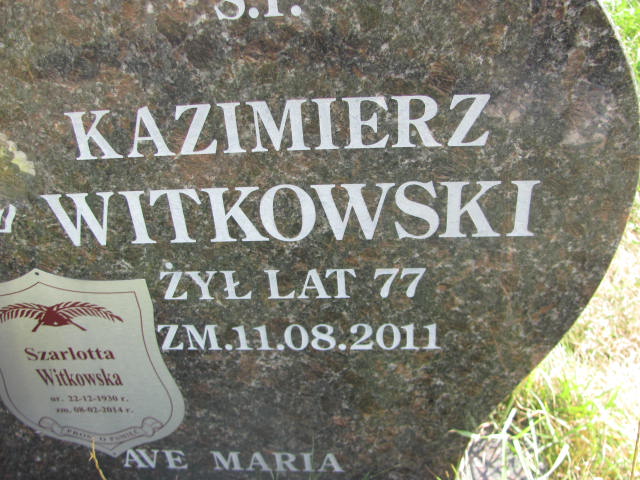 Ś.P.
KAZIMIERZ
WITKOWSKI
ŻYŁ LAT 77
ZM.11.08.2011
Szarlotta
Witkowska
ur. 22-12-1930 r.
zm. 08-02-2014 r.
AVE MARIA